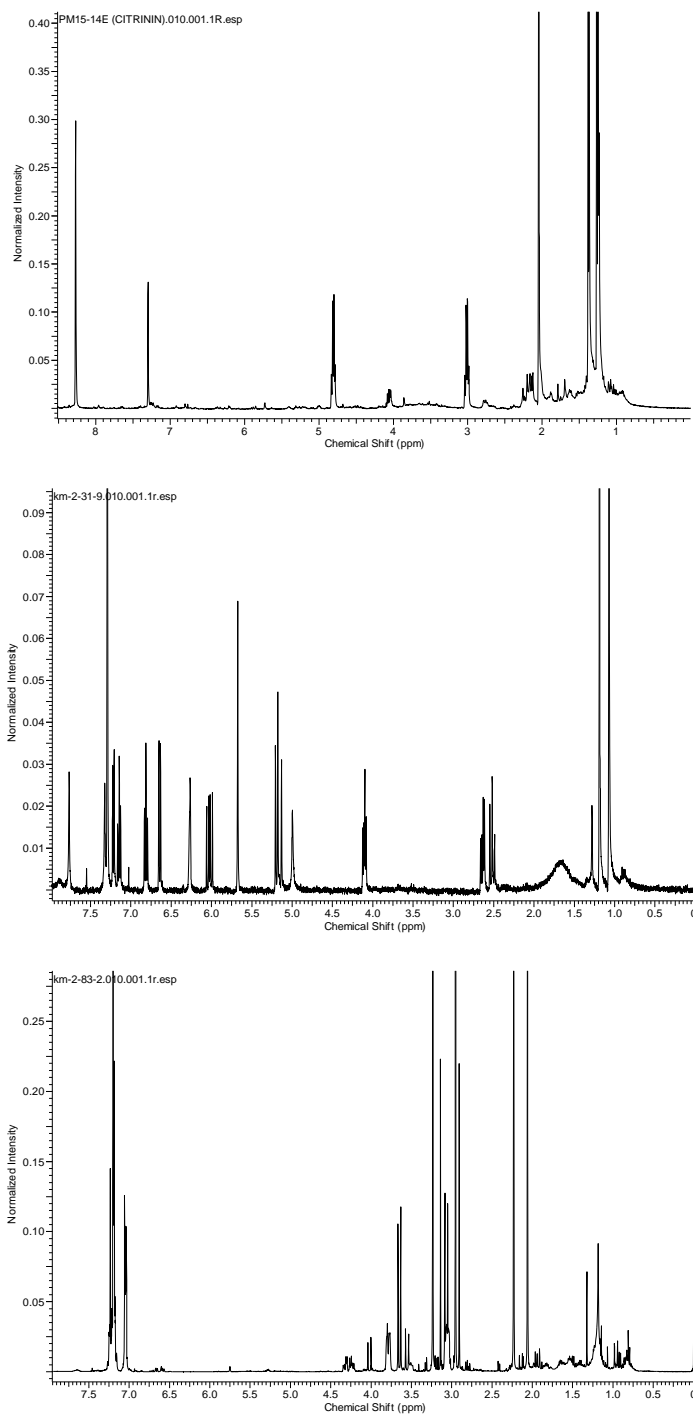 PM15-14E (CITRININ).010.001.1R.esp
0.40
0.35
0.30
0.25
0.20
0.15
0.10
0.05
Normalized Intensity
8 7 6 5 4 3 2 1
Chemical Shift (ppm)
km-2-31-9.010.001.1r.esp
0.09
0.08
0.07
0.06
0.05
0.04
0.03
0.02
0.01
Normalized Intensity
7.5 7.0 6.5 6.0 5.5 5.0 4.5 4.0 3.5 3.0 2.5 2.0 1.5 1.0 0.5 0
Chemical Shift (ppm)
km-2-83-2.010.001.1r.esp
0.25
0.20
0.15
0.10
0.05
Normalized Intensity
7.5 7.0 6.5 6.0 5.5 5.0 4.5 4.0 3.5 3.0 2.5 2.0 1.5 1.0 0.5 0
Chemical Shift (ppm)